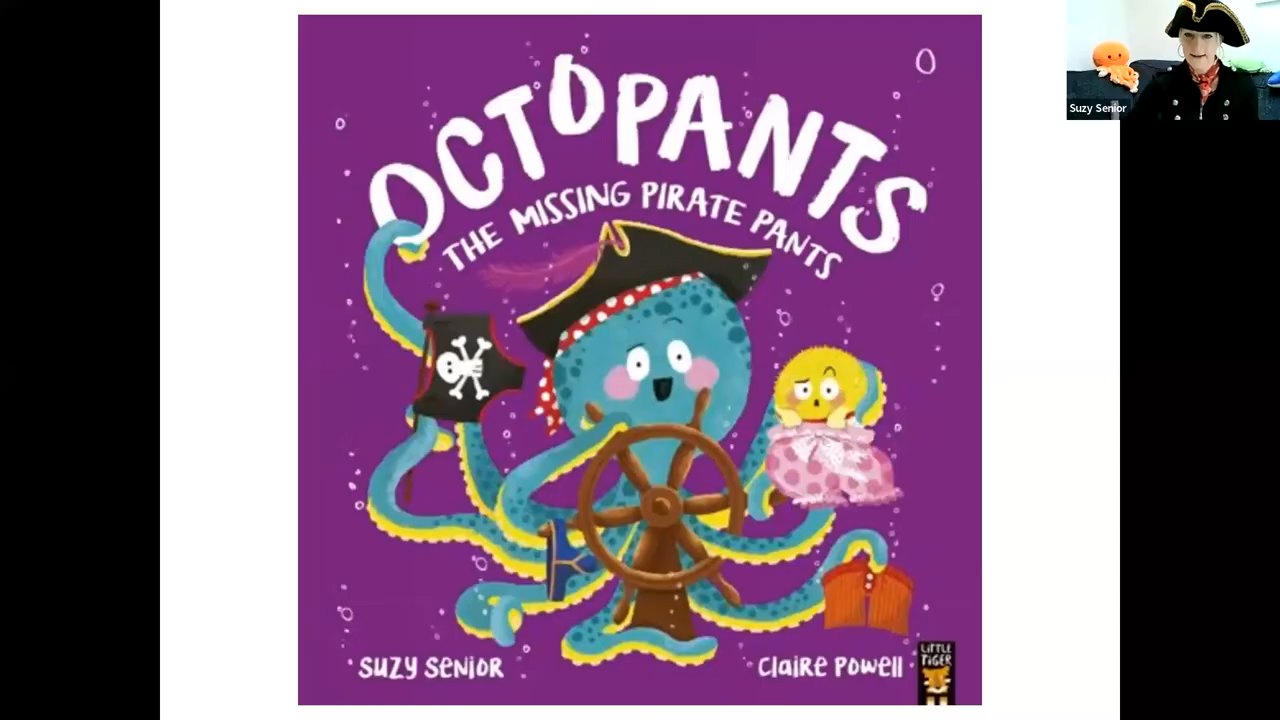 OCTOPANTS
THE MISSING PIRATE PANTS
SUZY SENIOR
CLAIRE POWELL
LITTLE
TIGER
Suzy Senior